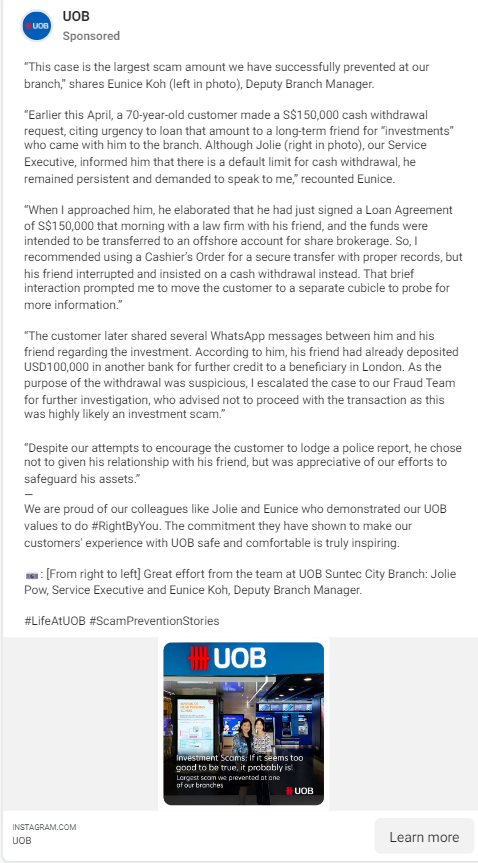 UOB
UOB
Sponsored
“This case is the largest scam amount we have successfully prevented at our
branch,” shares Eunice Koh (left in photo), Deputy Branch Manager.
“Earlier this April, a 70-year-old customer made a S$150,000 cash withdrawal
request, citing urgency to loan that amount to a long-term friend for “investments”
who came with him to the branch. Although Jolie (right in photo), our Service
Executive, informed him that there is a default limit for cash withdrawal, he
remained persistent and demanded to speak to me,” recounted Eunice.
“When I approached him, he elaborated that he had just signed a Loan Agreement
of S$150,000 that morning with a law firm with his friend, and the funds were
intended to be transferred to an offshore account for share brokerage. So, I
recommended using a Cashier’s Order for a secure transfer with proper records, but
his friend interrupted and insisted on a cash withdrawal instead. That brief
interaction prompted me to move the customer to a separate cubicle to probe for
more information.”
“The customer later shared several WhatsApp messages between him and his
friend regarding the investment. According to him, his friend had already deposited
USD100,000 in another bank for further credit to a beneficiary in London. As the
purpose of the withdrawal was suspicious, I escalated the case to our Fraud Team
for further investigation, who advised not to proceed with the transaction as this
was highly likely an investment scam.”
“Despite our attempts to encourage the customer to lodge a police report, he chose
not to given his relationship with his friend, but was appreciative of our efforts to
safeguard his assets.”
—
We are proud of our colleagues like Jolie and Eunice who demonstrated our UOB
values to do #RightByYou. The commitment they have shown to make our
customers’ experience with UOB safe and comfortable is truly inspiring.
📷: [From right to left] Great effort from the team at UOB Suntec City Branch: Jolie
Pow, Service Executive and Eunice Koh, Deputy Branch Manager.
#LifeAtUOB #ScamPreventionStories
UOB
Investment Scams: If it seems too
good to be true, it probably is!
Largest scam we prevented at one
of our branches
UOB
INSTAGRAM.COM
UOB
Learn more